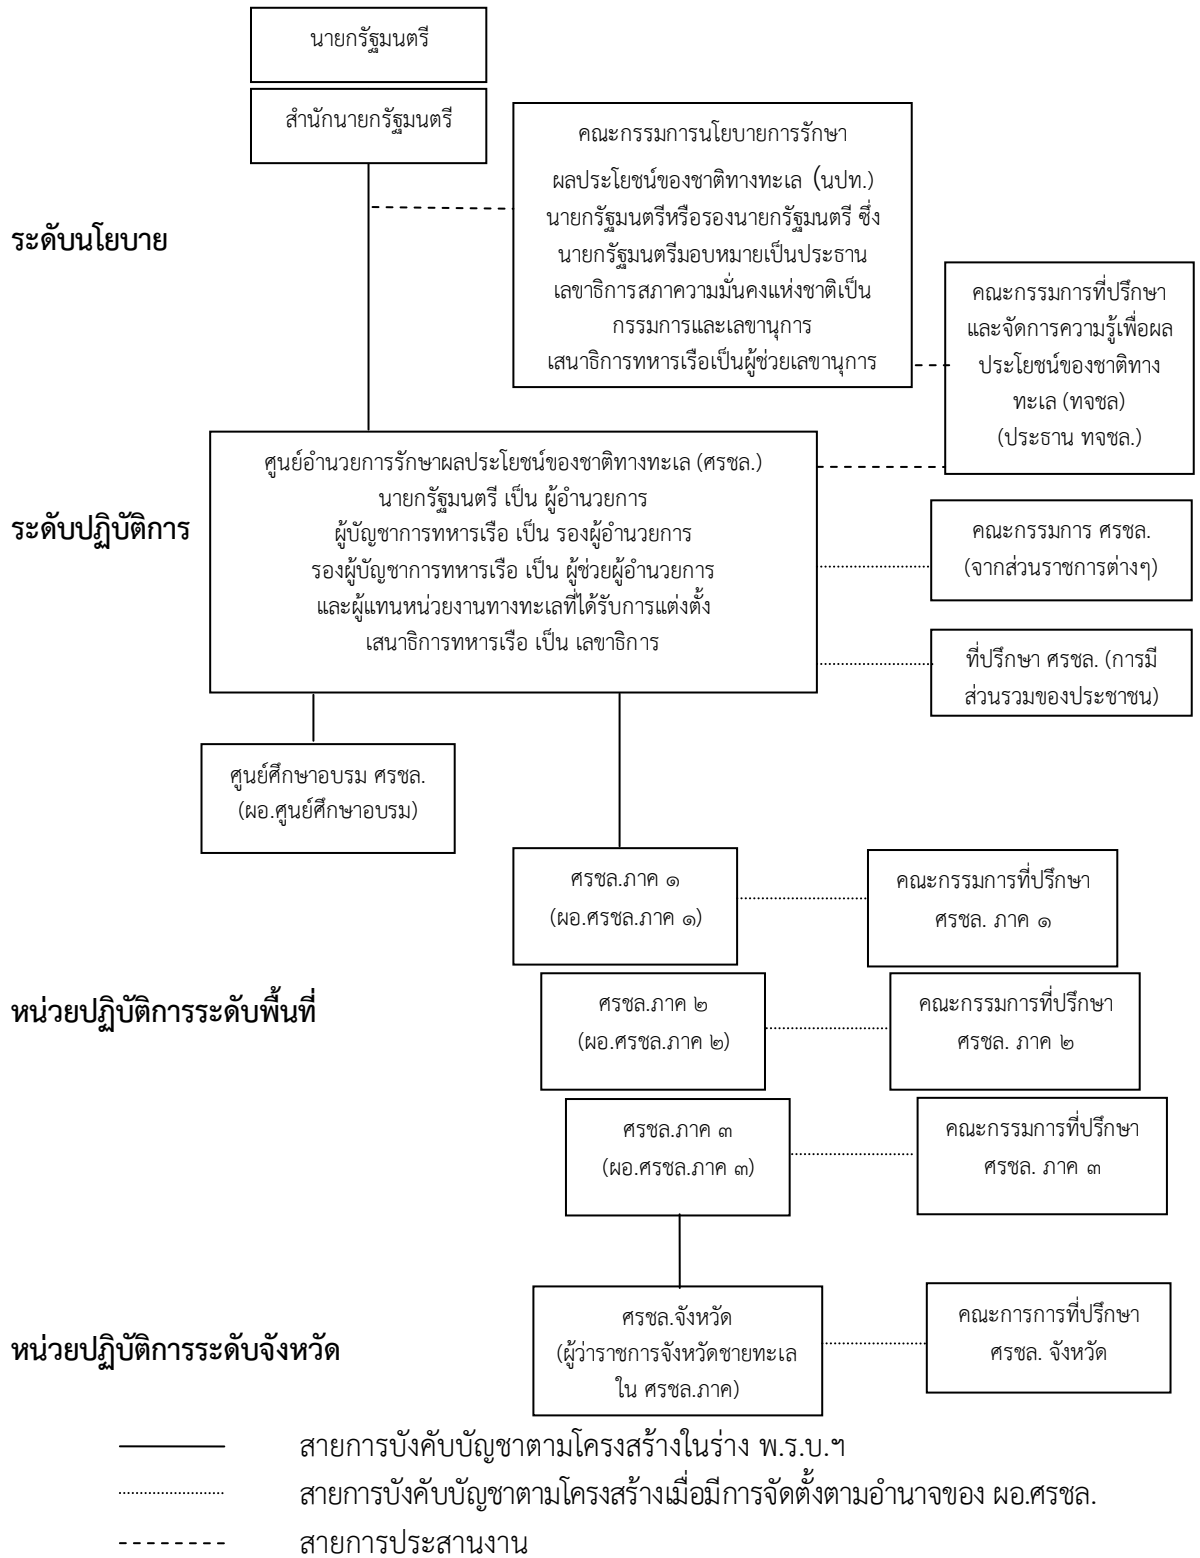 นายกรัฐมนตรี
สำนักนายกรัฐมนตรี
คณะกรรมการนโยบายการรักษา
ผลประโยชน์ของชาติทางทะเล (นปท.)
นายกรัฐมนตรีหรือรองนายกรัฐมนตรี ซึ่ง
นายกรัฐมนตรีมอบหมายเป็นประธาน
เลขาธิการสภาความมั่นคงแห่งชาติเป็น
กรรมการและเลขานุการ
เสนาธิการทหารเรือเป็นผู้ช่วยเลขานุการ
ระดับนโยบาย
คณะกรรมการที่ปรึกษา
และจัดการความรู้เพื่อผล
ประโยชน์ของชาติทาง
ทะเล (ทจชล)
(ประธาน ทจชล.)
ศูนย์อำนวยการรักษาผลประโยชน์ของชาติทางทะเล (ศรชล.)
นายกรัฐมนตรี เป็น ผู้อำนวยการ
ผู้บัญชาการทหารเรือ เป็น รองผู้อำนวยการ
รองผู้บัญชาการทหารเรือ เป็น ผู้ช่วยผู้อำนวยการ
และผู้แทนหน่วยงานทางทะเลที่ได้รับการแต่งตั้ง
เสนาธิการทหารเรือ เป็น เลขาธิการ
ระดับปฏิบัติการ
คณะกรรมการ ศรชล.
(จากส่วนราชการต่างๆ)
ที่ปรึกษา ศรชล. (การมี
ส่วนรวมของประชาชน)
ศูนย์ศึกษาอบรม ศรชล.
(ผอ.ศูนย์ศึกษาอบรม)
ศรชล.ภาค ๑
(ผอ.ศรชล.ภาค ๑)
คณะกรรมการที่ปรึกษา
ศรชล. ภาค ๑
หน่วยปฏิบัติการระดับพื้นที่
ศรชล.ภาค ๒
(ผอ.ศรชล.ภาค ๒)
คณะกรรมการที่ปรึกษา
ศรชล. ภาค ๒
ศรชล.ภาค ๓
(ผอ.ศรชล.ภาค ๓)
คณะกรรมการที่ปรึกษา
ศรชล. ภาค ๓
หน่วยปฏิบัติการระดับจังหวัด
ศรชล.จังหวัด
(ผู้ว่าราชการจังหวัดชายทะเล
ใน ศรชล.ภาค)
คณะการการที่ปรึกษา
ศรชล. จังหวัด
สายการบังคับบัญชาตามโครงสร้างในร่าง พ.ร.บ.ฯ
สายการบังคับบัญชาตามโครงสร้างเมื่อมีการจัดตั้งตามอำนาจของ ผอ.ศรชล.
สายการประสานงาน